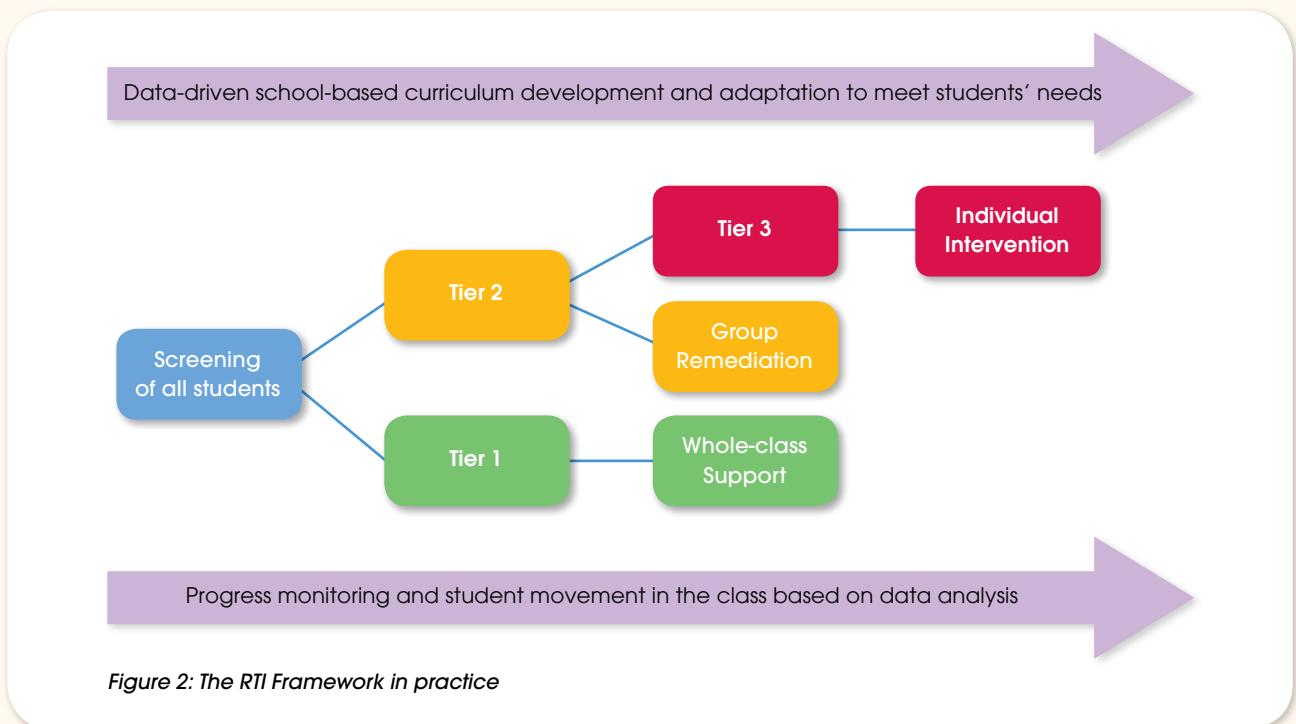 Data-driven school-based curriculum development and adaptation to meet students’ needs
Tier 3
Individual
Intervention
Tier 2
Group
Remediation
Screening
of all students
Tier 1
Whole-class
Support
Progress monitoring and student movement in the class based on data analysis
Figure 2: The RTI Framework in practice